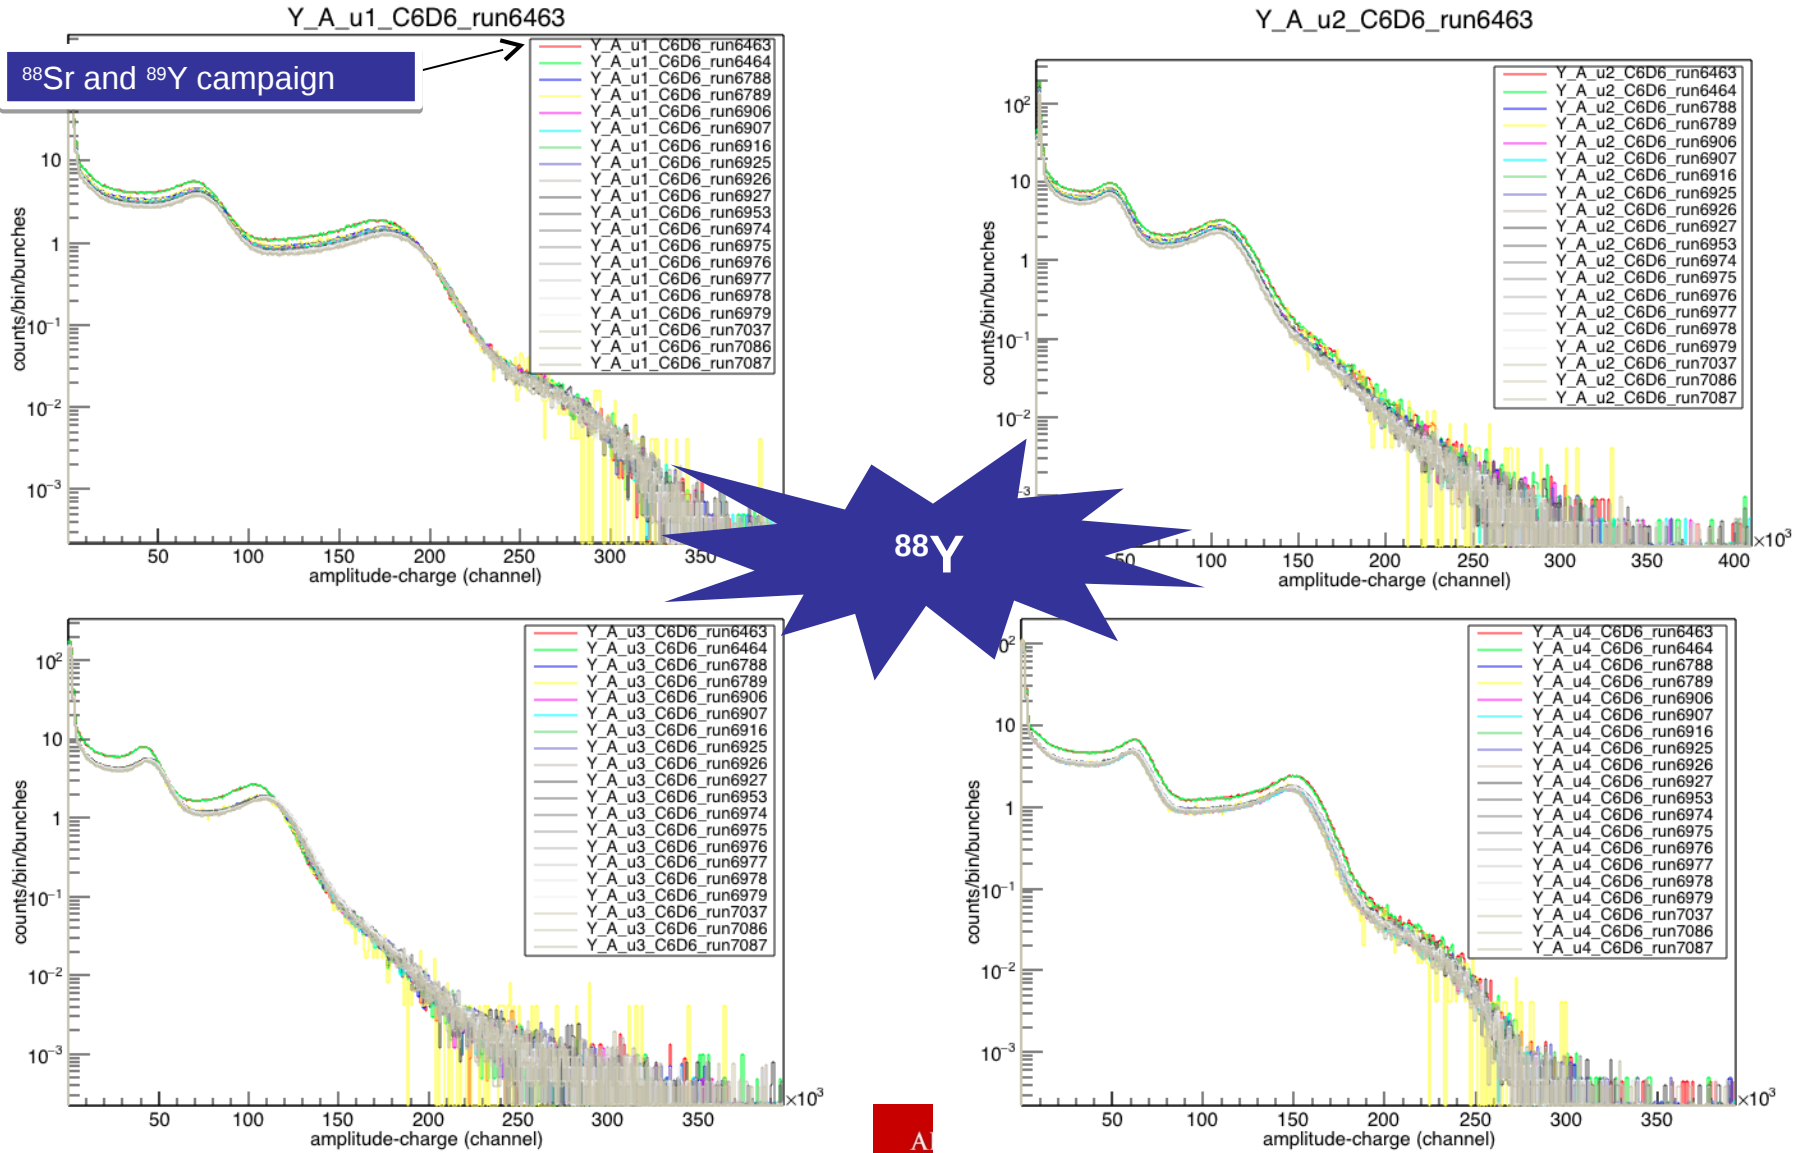 Y_A_u1_C6D6_run6463
88Sr and 89Y campaign
Y_A_u1_C6D6_run6463
Y_A_u1_C6D6_run6464
Y_A_u1_C6D6_run6788
Y_A_u1_C6D6_run6789
Y_A_u1_C6D6_run6906
Y_A_u1_C6D6_run6907
Y_A_u1_C6D6_run6916
Y_A_u1_C6D6_run6925
Y_A_u1_C6D6_run6926
Y_A_u1_C6D6_run6927
Y_A_u1_C6D6_run6953
Y_A_u1_C6D6_run6974
Y_A_u1_C6D6_run6975
Y_A_u1_C6D6_run6976
Y_A_u1_C6D6_run6977
Y_A_u1_C6D6_run6978
Y_A_u1_C6D6_run6979
Y_A_u1_C6D6_run7037
Y_A_u1_C6D6_run7086
Y_A_u1_C6D6_run7087
counts/bin/bunches
10
1
10−1
10−2
10−3
50 100 150 200 250 300 350
amplitude-charge (channel)
Y_A_u2_C6D6_run6463
Y_A_u2_C6D6_run6463
Y_A_u2_C6D6_run6464
Y_A_u2_C6D6_run6788
Y_A_u2_C6D6_run6789
Y_A_u2_C6D6_run6906
Y_A_u2_C6D6_run6907
Y_A_u2_C6D6_run6916
Y_A_u2_C6D6_run6925
Y_A_u2_C6D6_run6926
Y_A_u2_C6D6_run6927
Y_A_u2_C6D6_run6953
Y_A_u2_C6D6_run6974
Y_A_u2_C6D6_run6975
Y_A_u2_C6D6_run6976
Y_A_u2_C6D6_run6977
Y_A_u2_C6D6_run6978
Y_A_u2_C6D6_run6979
Y_A_u2_C6D6_run7037
Y_A_u2_C6D6_run7086
Y_A_u2_C6D6_run7087
counts/bin/bunches
10²
10
1
10−1
10−2
−3
50 100 150 200 250 300 350 400
×10³
amplitude-charge (channel)
88Y
Y_A_u3_C6D6_run6463
Y_A_u3_C6D6_run6464
Y_A_u3_C6D6_run6788
Y_A_u3_C6D6_run6789
Y_A_u3_C6D6_run6906
Y_A_u3_C6D6_run6907
Y_A_u3_C6D6_run6916
Y_A_u3_C6D6_run6925
Y_A_u3_C6D6_run6926
Y_A_u3_C6D6_run6927
Y_A_u3_C6D6_run6953
Y_A_u3_C6D6_run6974
Y_A_u3_C6D6_run6975
Y_A_u3_C6D6_run6976
Y_A_u3_C6D6_run6977
Y_A_u3_C6D6_run6978
Y_A_u3_C6D6_run6979
Y_A_u3_C6D6_run7037
Y_A_u3_C6D6_run7086
Y_A_u3_C6D6_run7087
counts/bin/bunches
10²
10
1
10−1
10−2
10−3
50 100 150 200 250 300 350
×10³
amplitude-charge (channel)
Y_A_u4_C6D6_run6463
Y_A_u4_C6D6_run6464
Y_A_u4_C6D6_run6788
Y_A_u4_C6D6_run6789
Y_A_u4_C6D6_run6906
Y_A_u4_C6D6_run6907
Y_A_u4_C6D6_run6916
Y_A_u4_C6D6_run6925
Y_A_u4_C6D6_run6926
Y_A_u4_C6D6_run6927
Y_A_u4_C6D6_run6953
Y_A_u4_C6D6_run6974
Y_A_u4_C6D6_run6975
Y_A_u4_C6D6_run6976
Y_A_u4_C6D6_run6977
Y_A_u4_C6D6_run6978
Y_A_u4_C6D6_run6979
Y_A_u4_C6D6_run7037
Y_A_u4_C6D6_run7086
Y_A_u4_C6D6_run7087
counts/bin/bunches
10²
10
1
10−1
10−2
10−3
50 100 150 200 250 300 350
×10³
amplitude-charge (channel)